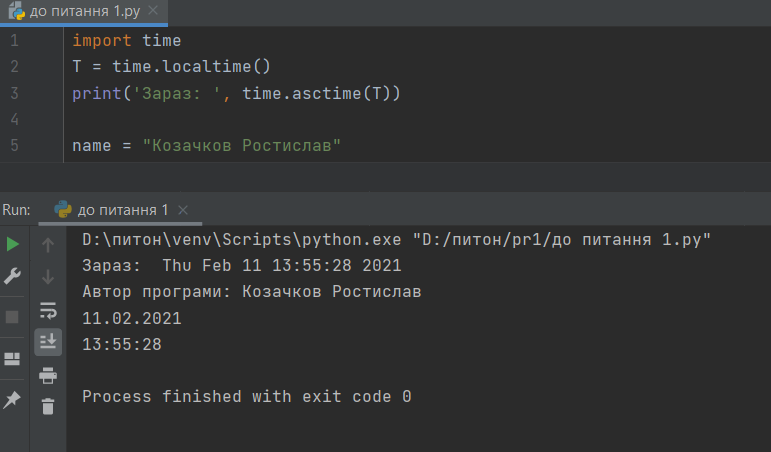 до питання 1.py
1 import time
2 T = time.localtime()
3 print('Зараз: ', time.asctime(T))
4
5 name = "Козачков Ростислав"
Run: до питання 1
D:\питон\venv\Scripts\python.exe "D:/питон/pr1/до питання 1.py"
Зараз:  Thu Feb 11 13:55:28 2021
Автор програми: Козачков Ростислав
11.02.2021
13:55:28
Process finished with exit code 0